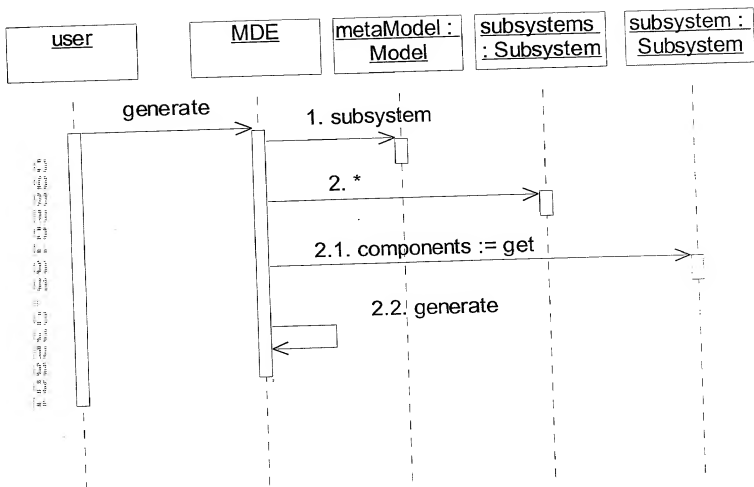 user
MDE
metaModel :
Model
subsystems
: Subsystem
subsystem :
Subsystem
generate
1. subsystem
2. *
2.1. components := get
2.2. generate